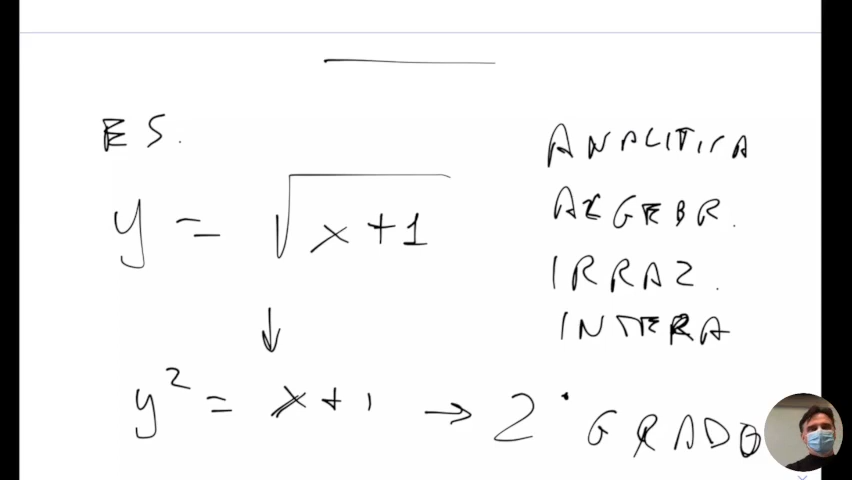 ES.
ANALITICA
y = √x+1
ALGEBR.
IRRAZ.
↓
INTERA
y² = x+1 → 2° GRADO